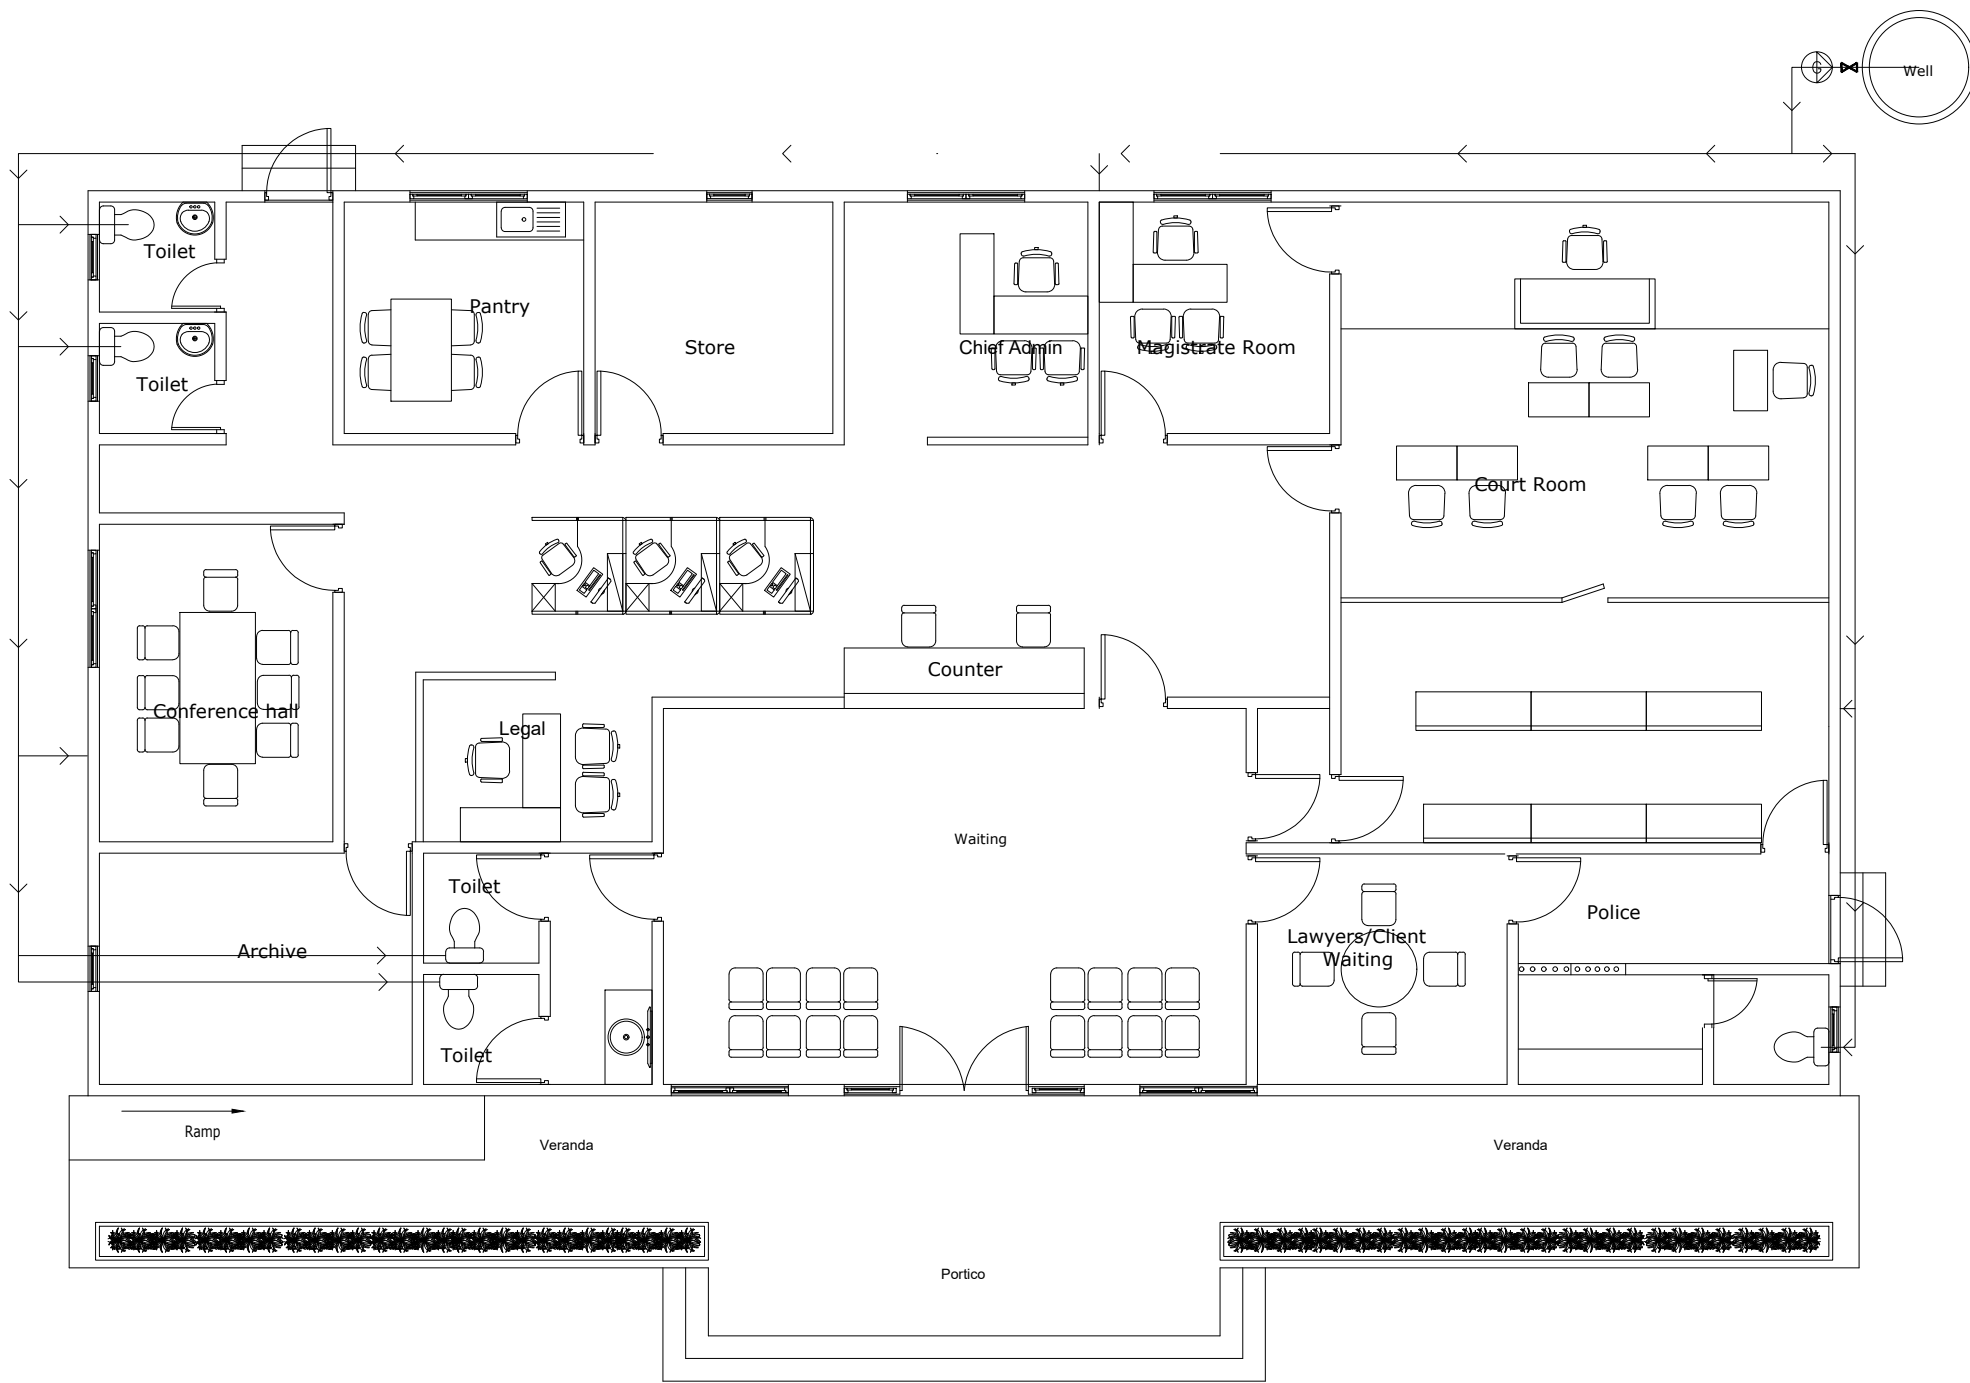 Well
G
Toilet
Pantry
Store
Chief Admin
Magistrate Room
Toilet
Court Room
Counter
Conference hall
Legal
Waiting
Toilet
Police
Archive
Lawyers/Client
Waiting
Toilet
Ramp
Veranda
Veranda
Portico